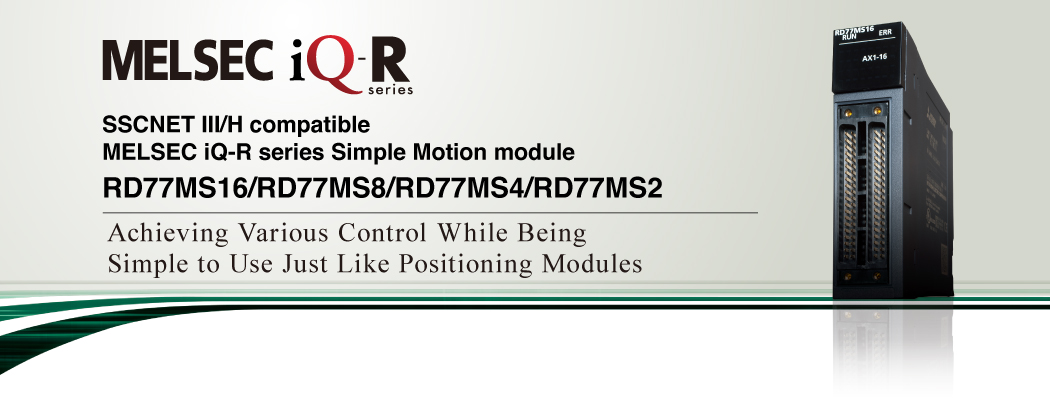 MELSEC iQ-R
series
SSCNET III/H compatible
MELSEC iQ-R series Simple Motion module
RD77MS16/RD77MS8/RD77MS4/RD77MS2
Achieving Various Control While Being
Simple to Use Just Like Positioning Modules
RD77MS16
RUN ERR
AX1-16